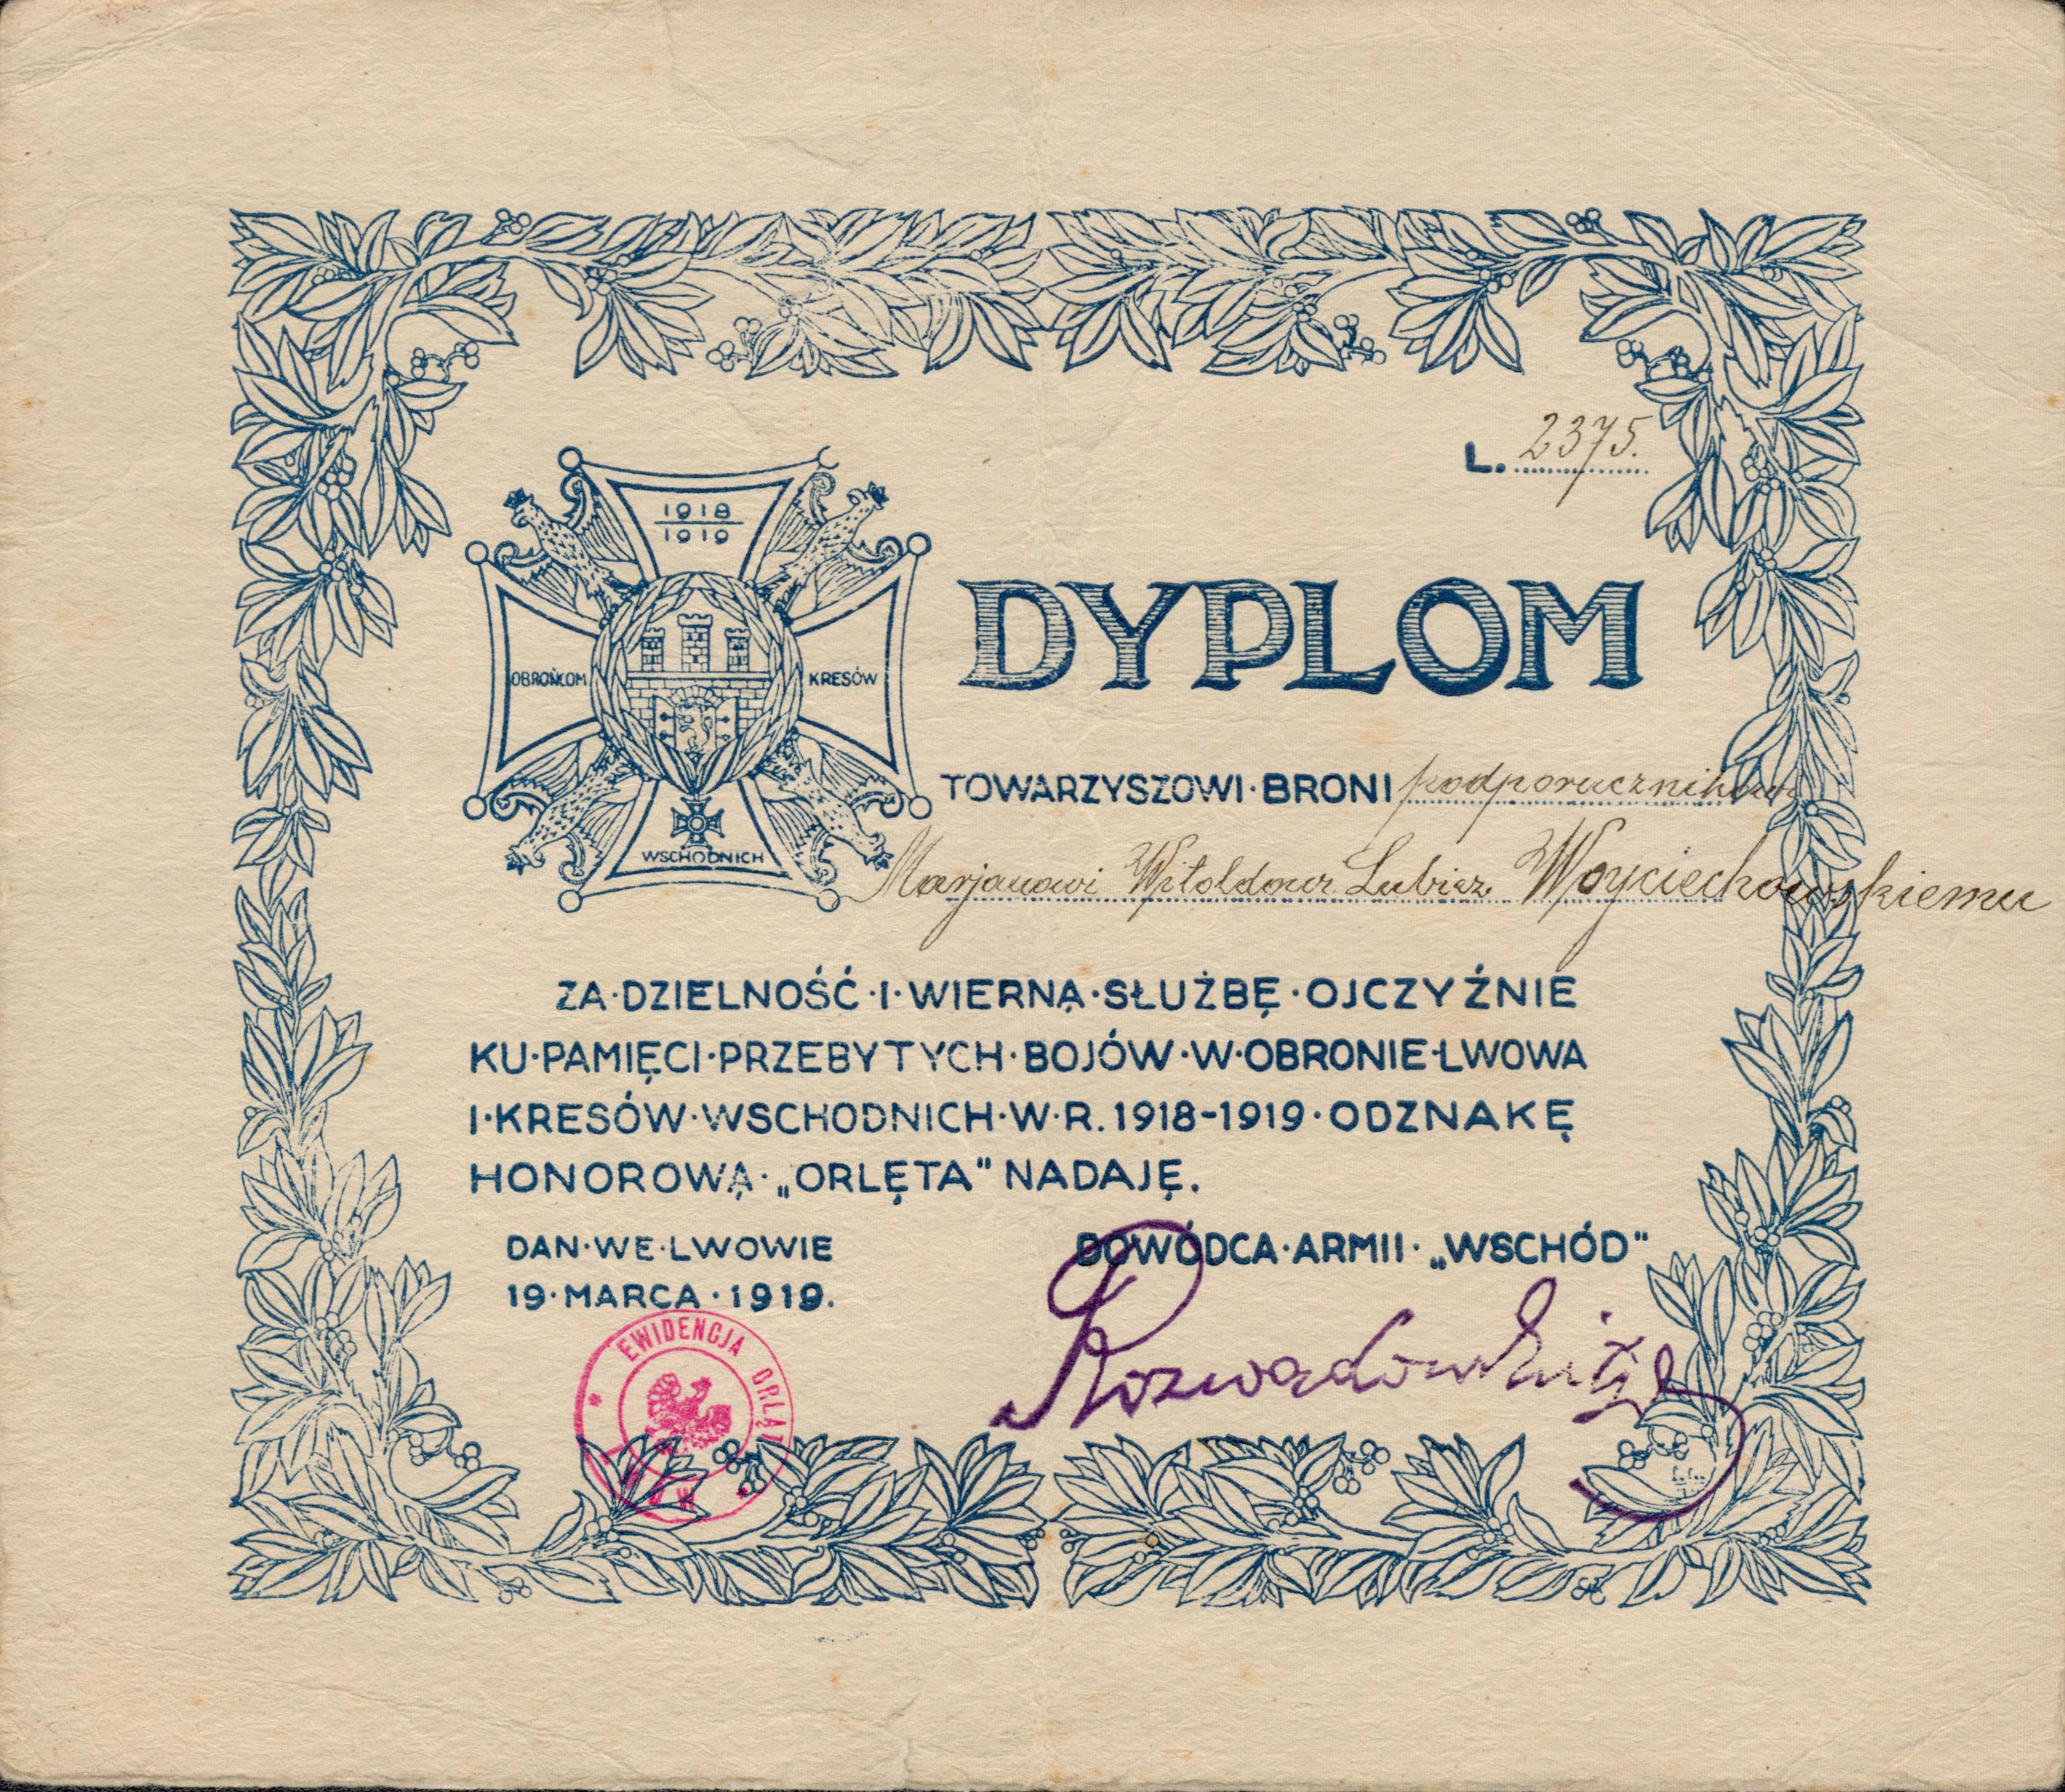 L. 2375.
1918
1919
OBROŃCOM KRESÓW
WSCHODNICH
DYPLOM
TOWARZYSZOWI·BRONI podporucznikowi
Marjanowi Witoldowi Lubicz. Woyciechowskiemu
ZA·DZIELNOŚĆ·I·WIERNĄ·SŁUŻBĘ·OJCZYŹNIE
KU·PAMIĘCI·PRZEBYTYCH·BOJÓW·W·OBRONIE·LWOWA
I·KRESÓW·WSCHODNICH·W·R. 1918-1919·ODZNAKĘ
HONOROWĄ·„ORLĘTA" NADAJĘ.
DAN·WE·LWOWIE
19·MARCA·1919.
DOWÓDCA·ARMII·„WSCHÓD"
Rozwadowski
EWIDENCJA ORLĄT